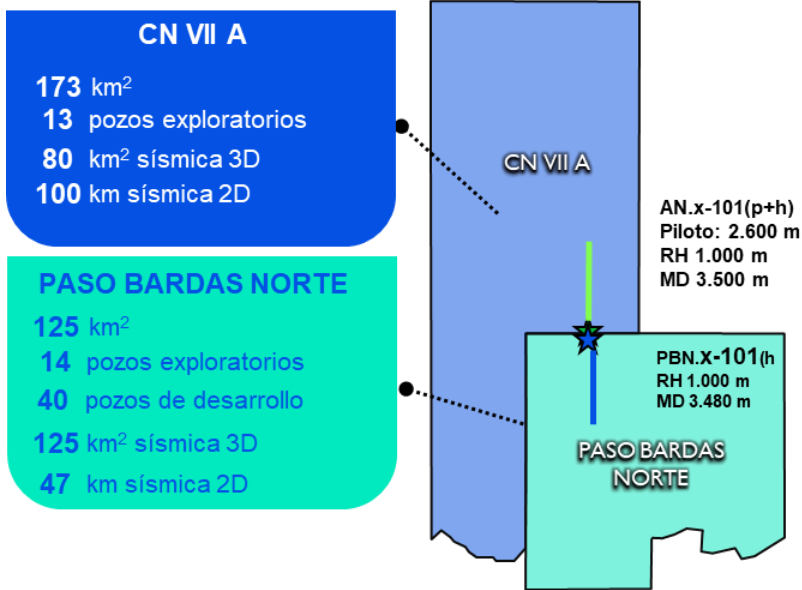 CN VII A
173 km²
13 pozos exploratorios
80 km² sísmica 3D
100 km sísmica 2D
PASO BARDAS NORTE
125 km²
14 pozos exploratorios
40 pozos de desarrollo
125 km² sísmica 3D
47 km sísmica 2D
CN VII A
AN.x-101(p+h)
Piloto: 2.600 m
RH 1.000 m
MD 3.500 m
PBN.x-101(h
RH 1.000 m
MD 3.480 m
PASO BARDAS
NORTE